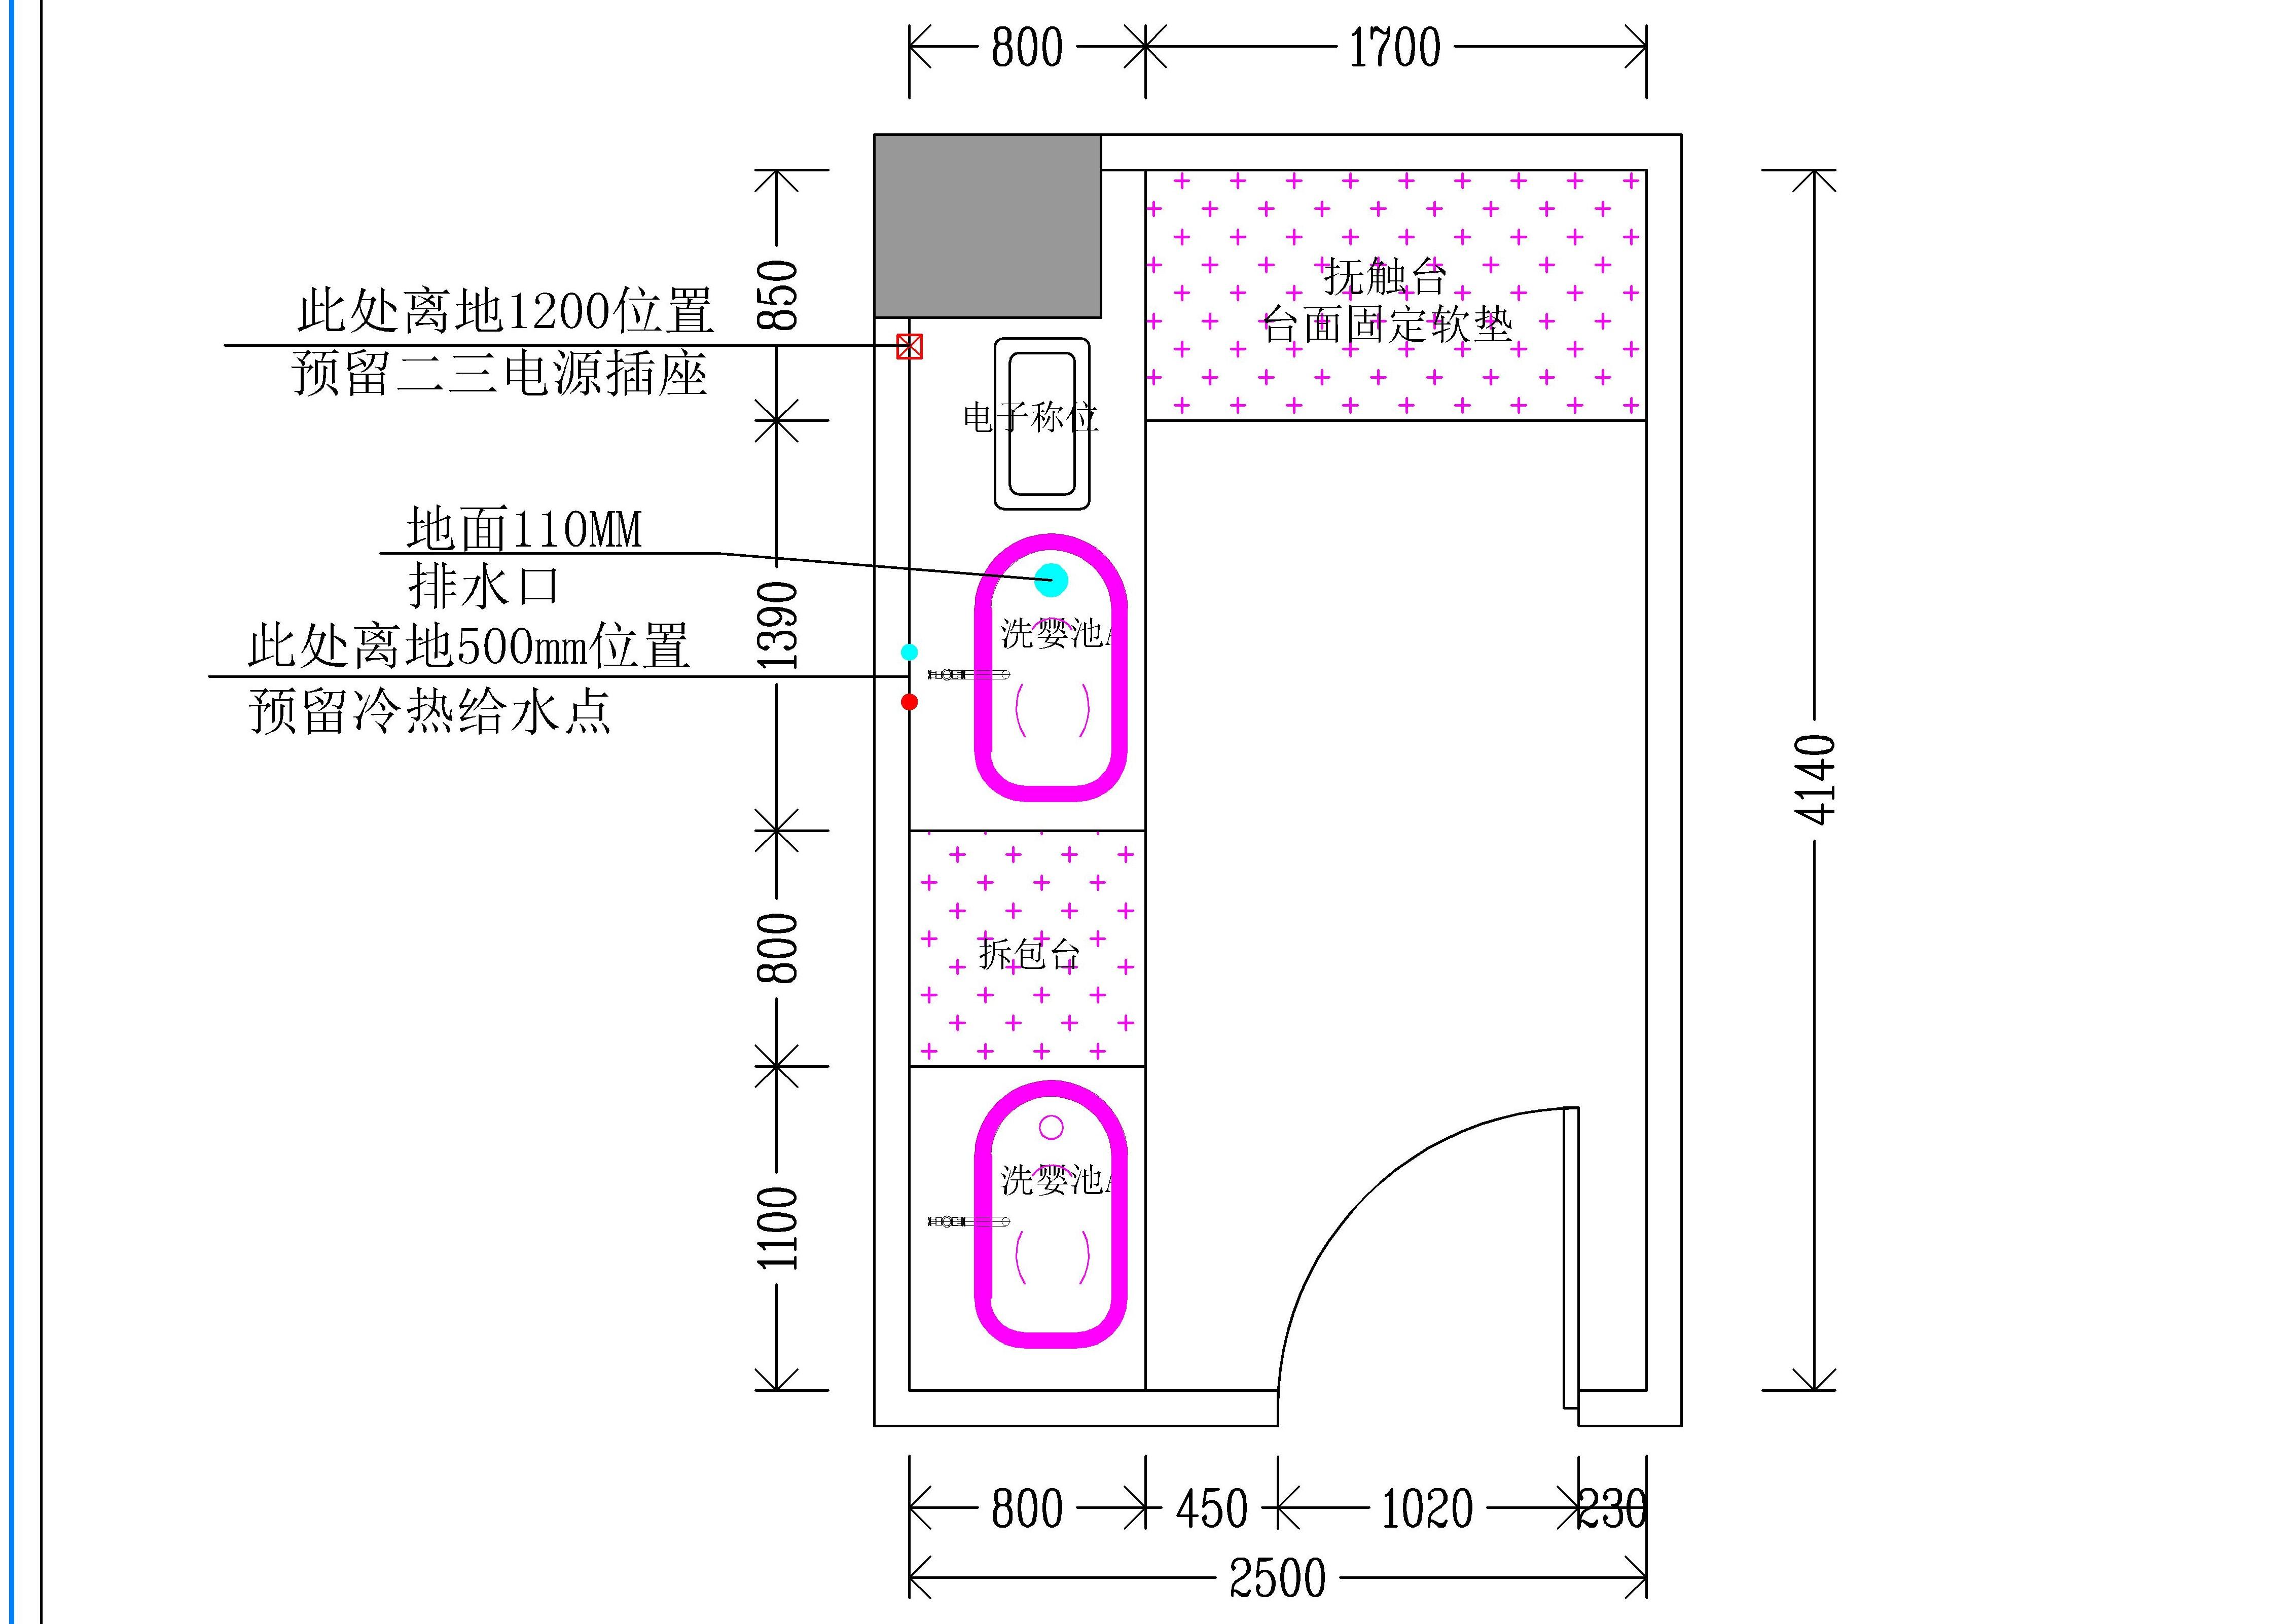 800
1700
850
此处离地1200位置
预留二三电源插座
抚触台
台面固定软垫
电子称位
地面110MM
排水口
1390
洗婴池
此处离地500mm位置
预留冷热给水点
4140
800
拆包台
1100
洗婴池
800
450
1020
230
2500